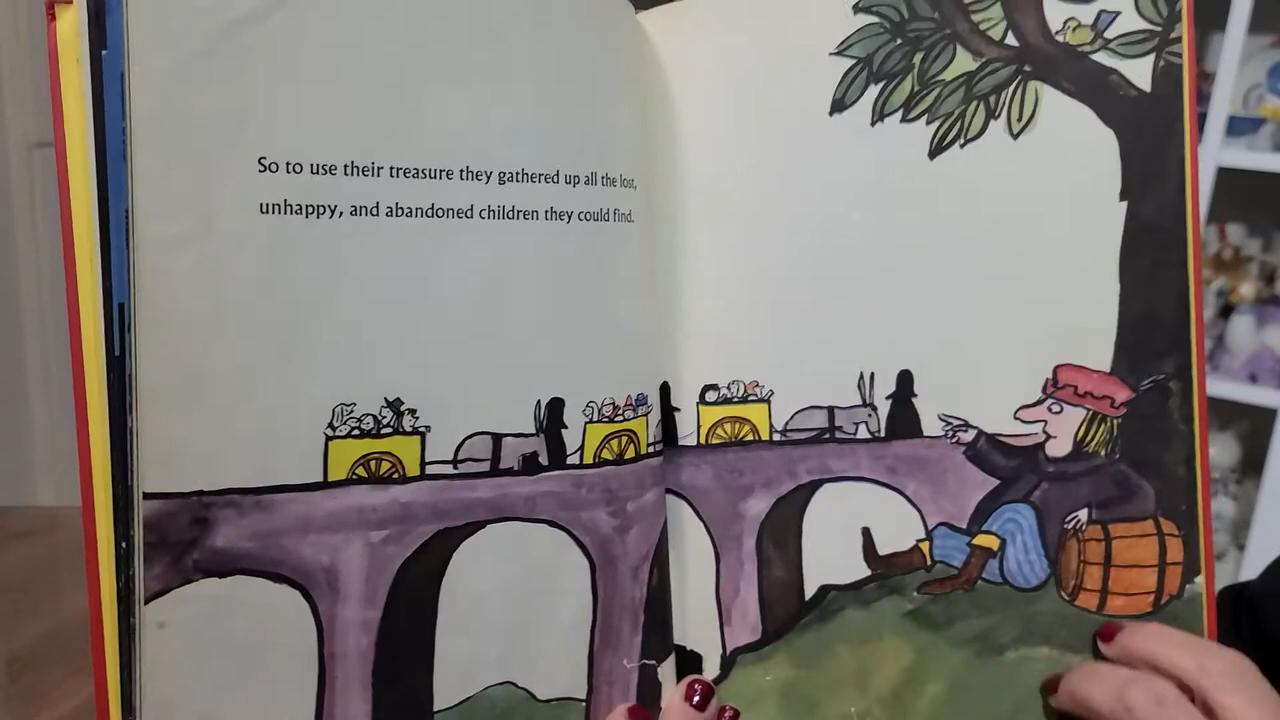 So to use their treasure they gathered up all the lost,
unhappy, and abandoned children they could find.